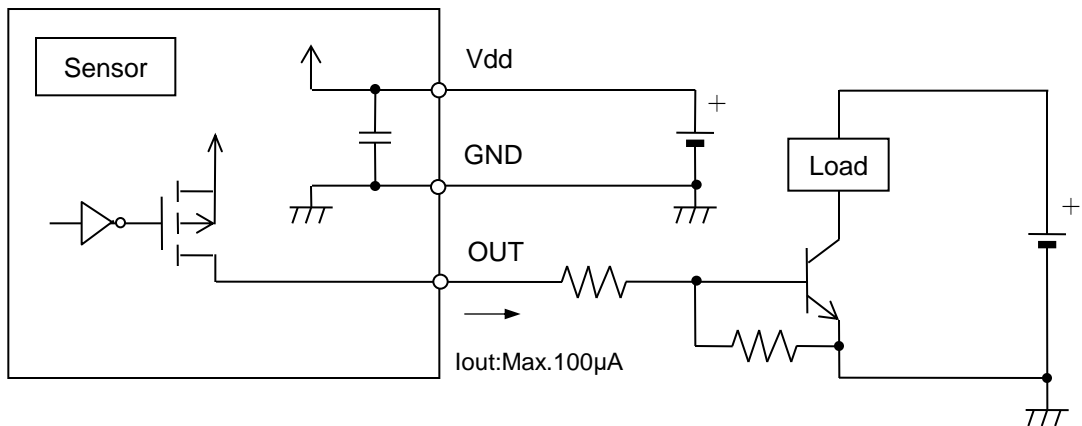 Vdd
Sensor
+
GND
Load
+
OUT
Iout:Max.100µA